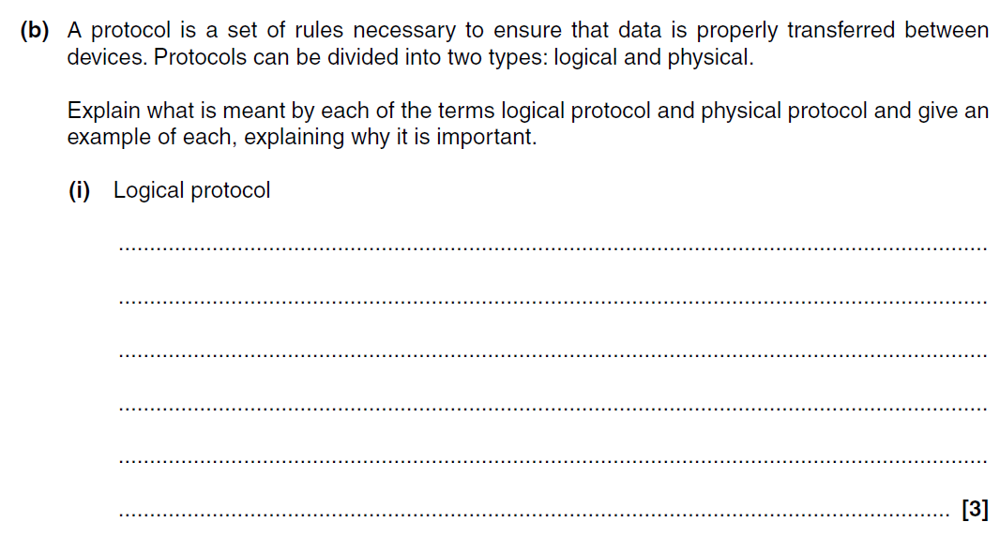 (b) A protocol is a set of rules necessary to ensure that data is properly transferred between
devices. Protocols can be divided into two types: logical and physical.
Explain what is meant by each of the terms logical protocol and physical protocol and give an
example of each, explaining why it is important.
(i) Logical protocol
..........................................................................................................................................
..........................................................................................................................................
..........................................................................................................................................
..........................................................................................................................................
..........................................................................................................................................
.................................................................................................................................... [3]